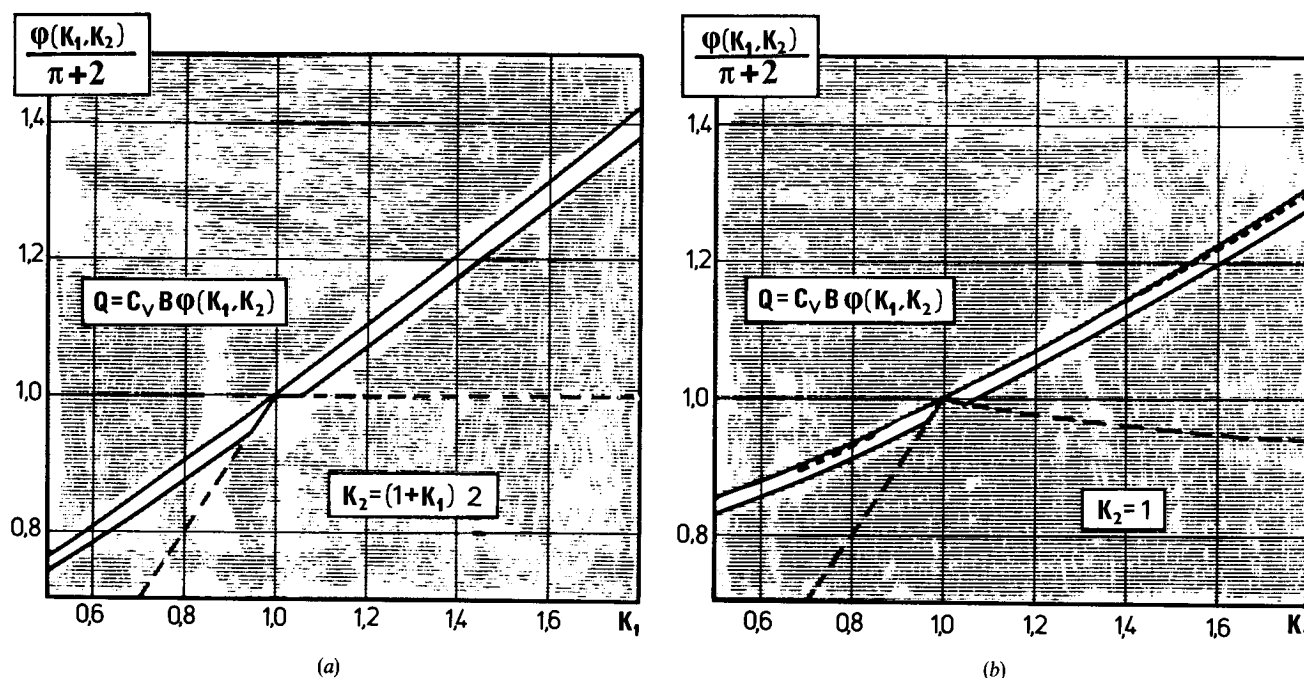 φ(K₁,K₂)
π+2
1,4
1,2
1,0
0,8
Q=CᵥBφ(K₁,K₂)
K₂=(1+K₁) 2
0,6 0,8 1,0 1,2 1,4 1,6 K₁
(a)
φ(K₁,K₂)
π+2
1,4
1,2
1,0
0,8
Q=CᵥBφ(K₁,K₂)
K₂=1
0,6 0,8 1,0 1,2 1,4 1,6 K
(b)